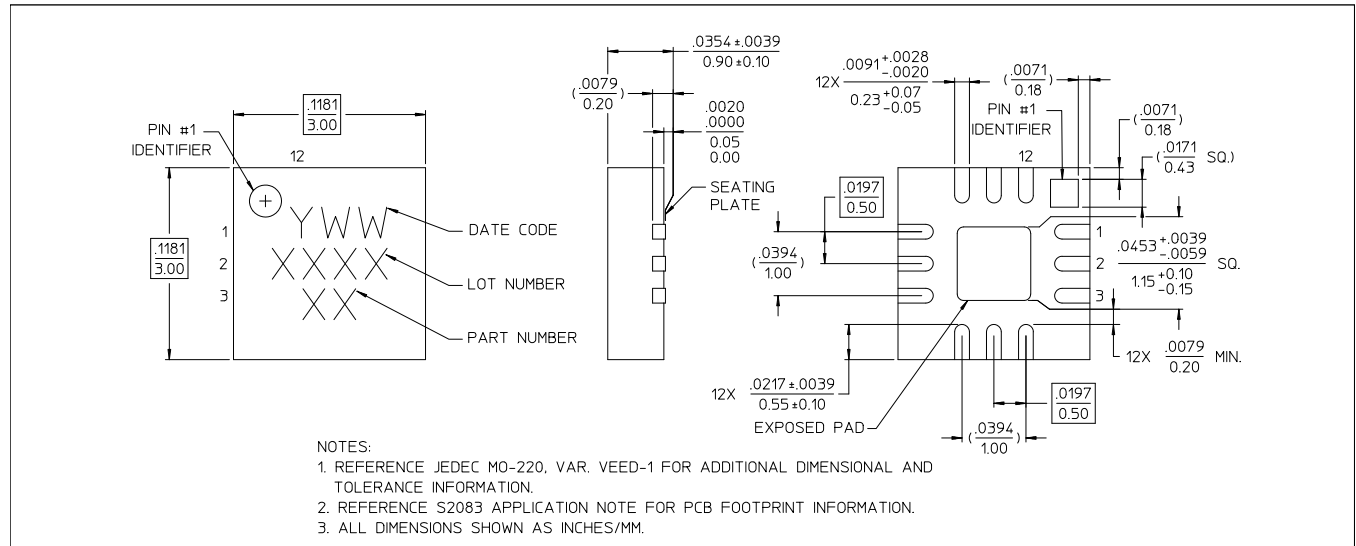 .1181
3.00
PIN #1
IDENTIFIER
12
.1181
3.00
1
2
3
YWW
XXXX
XX
DATE CODE
LOT NUMBER
PART NUMBER
.0354 ±.0039
0.90 ±0.10
(.0079
0.20)
.0020
.0000
0.05
0.00
SEATING
PLATE
12X .0091 +.0028
-.0020
0.23 +0.07
-0.05
(.0071
0.18)
PIN #1
IDENTIFIER
12
(.0071
0.18)
(.0171
0.43 SQ.)
.0197
0.50
(.0394
1.00)
1
2
3
.0453 +.0039
-.0059
1.15 +0.10
-0.15 SQ.
12X .0079
0.20 MIN.
12X .0217 ±.0039
0.55 ±0.10
.0197
0.50
(.0394
1.00)
EXPOSED PAD
NOTES:
1. REFERENCE JEDEC MO-220, VAR. VEED-1 FOR ADDITIONAL DIMENSIONAL AND
TOLERANCE INFORMATION.
2. REFERENCE S2083 APPLICATION NOTE FOR PCB FOOTPRINT INFORMATION.
3. ALL DIMENSIONS SHOWN AS INCHES/MM.